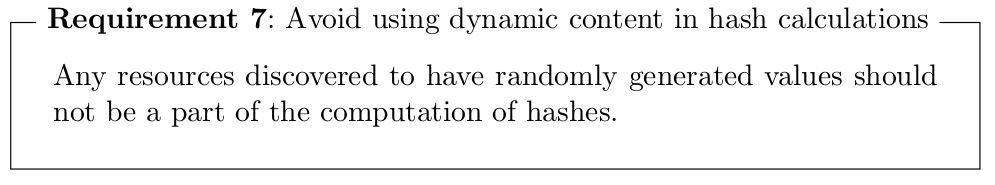 Requirement 7: Avoid using dynamic content in hash calculations
Any resources discovered to have randomly generated values should
not be a part of the computation of hashes.